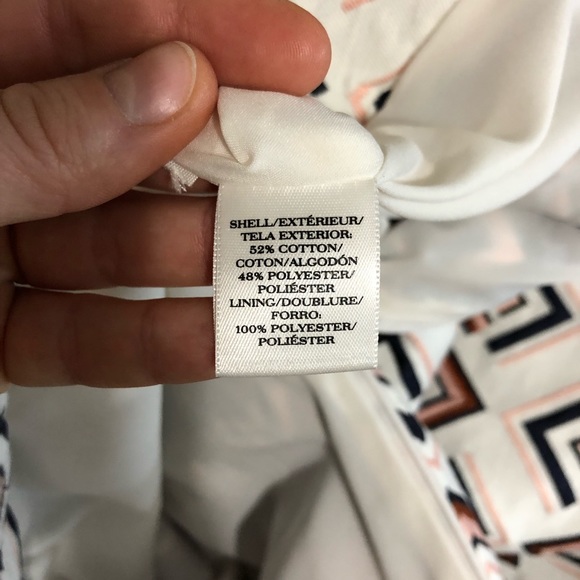 SHELL/EXTÉRIEUR/
TELA EXTERIOR:
52% COTTON/
COTON/ALGODÓN
48% POLYESTER/
POLIÉSTER
LINING/DOUBLURE/
FORRO:
100% POLYESTER/
POLIÉSTER